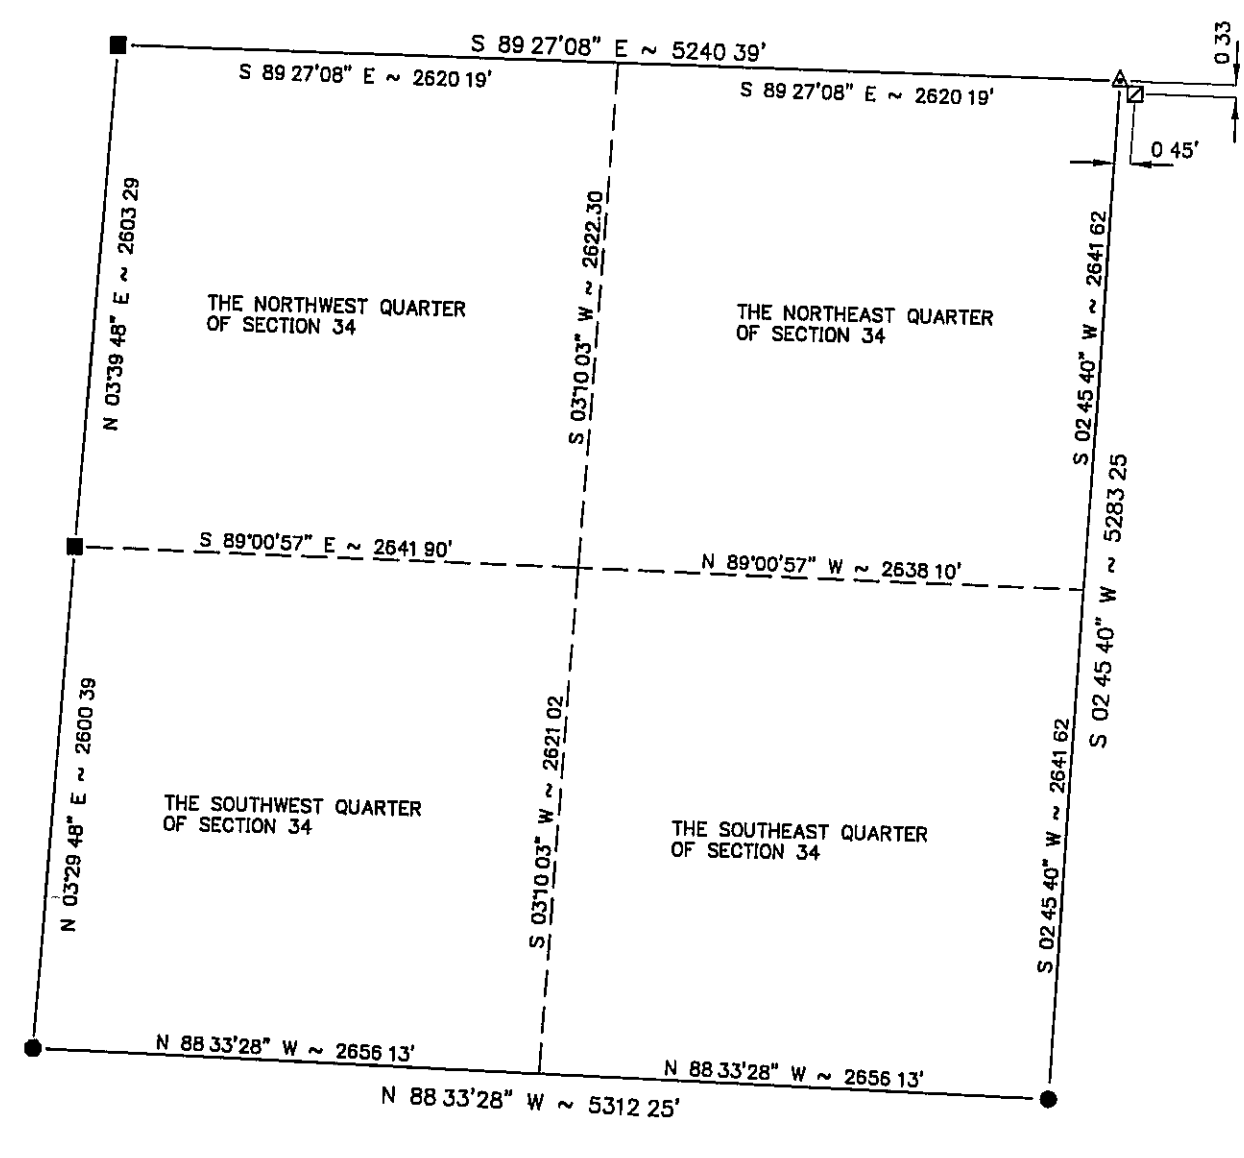 S 89 27'08" E ~ 5240 39'
0 33
S 89 27'08" E ~ 2620 19'
S 89 27'08" E ~ 2620 19'
0 45'
N 03°39 48" E ~ 2603 29
S 03°10 03" W ~ 2622.30
S 02 45 40" W ~ 2641 62
THE NORTHWEST QUARTER
OF SECTION 34
THE NORTHEAST QUARTER
OF SECTION 34
S 02 45 40" W ~ 5283 25
S 89°00'57" E ~ 2641 90'
N 89°00'57" W ~ 2638 10'
N 03°29 48" E ~ 2600 39
S 03°10 03" W ~ 2621 02
S 02 45 40" W ~ 2641 62
THE SOUTHWEST QUARTER
OF SECTION 34
THE SOUTHEAST QUARTER
OF SECTION 34
N 88 33'28" W ~ 2656 13'
N 88 33'28" W ~ 2656 13'
N 88 33'28" W ~ 5312 25'